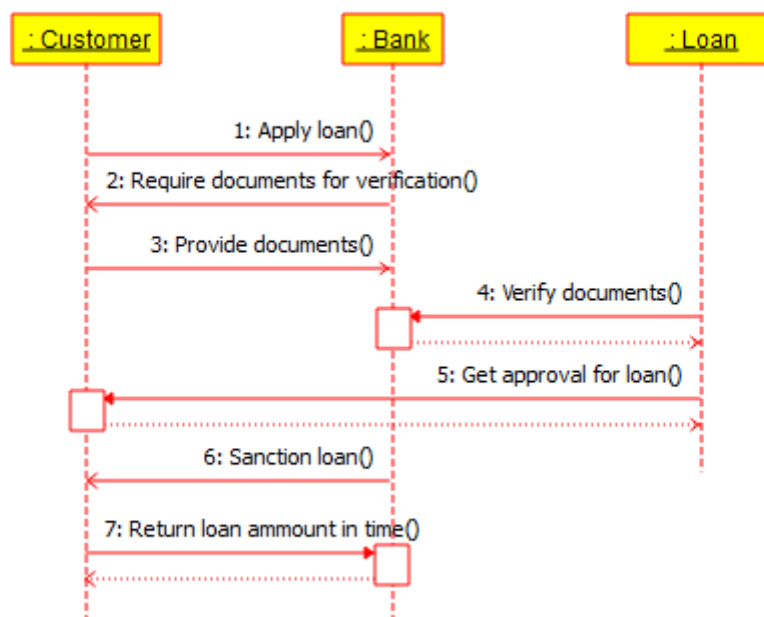 : Customer
: Bank
: Loan
1: Apply loan()
2: Require documents for verification()
3: Provide documents()
4: Verify documents()
5: Get approval for loan()
6: Sanction loan()
7: Return loan ammount in time()